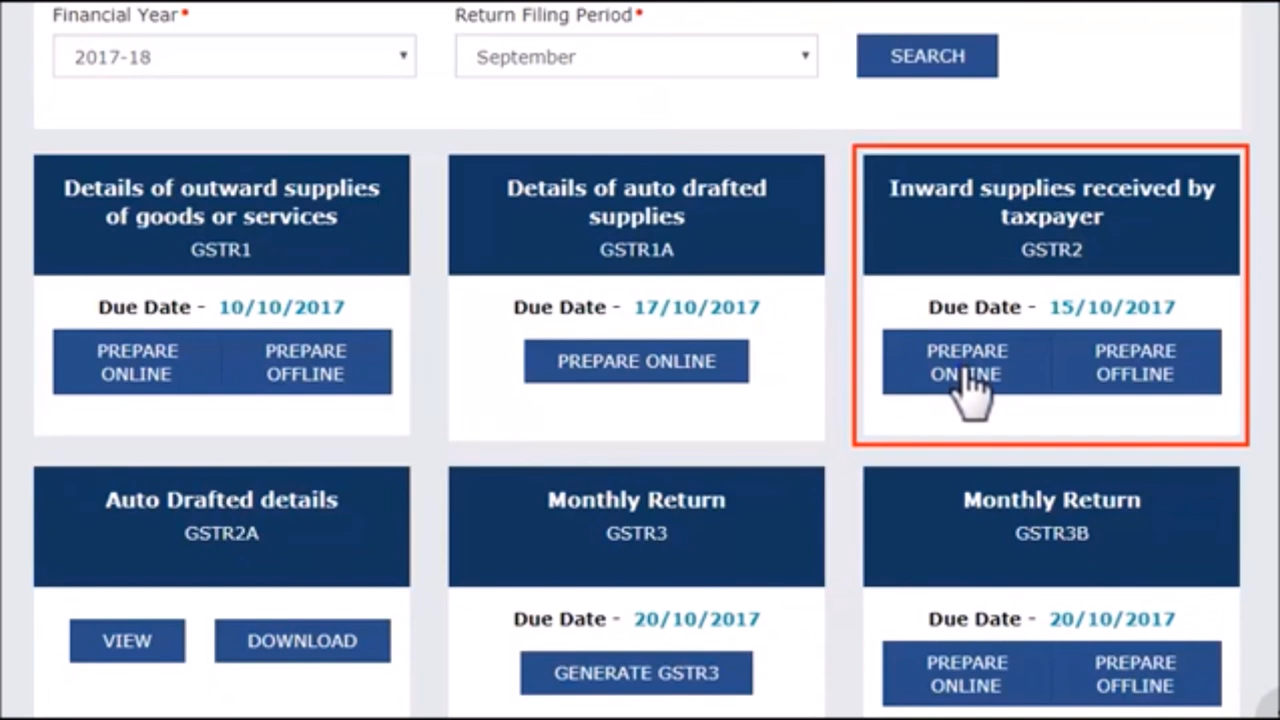 Financial Year*
Return Filing Period*
2017-18
September
SEARCH
Details of outward supplies
of goods or services
GSTR1
Due Date - 10/10/2017
PREPARE
ONLINE
PREPARE
OFFLINE
Details of auto drafted
supplies
GSTR1A
Due Date - 17/10/2017
PREPARE ONLINE
Inward supplies received by
taxpayer
GSTR2
Due Date - 15/10/2017
PREPARE
ONLINE
PREPARE
OFFLINE
Auto Drafted details
GSTR2A
VIEW
DOWNLOAD
Monthly Return
GSTR3
Due Date - 20/10/2017
GENERATE GSTR3
Monthly Return
GSTR3B
Due Date - 20/10/2017
PREPARE
ONLINE
PREPARE
OFFLINE